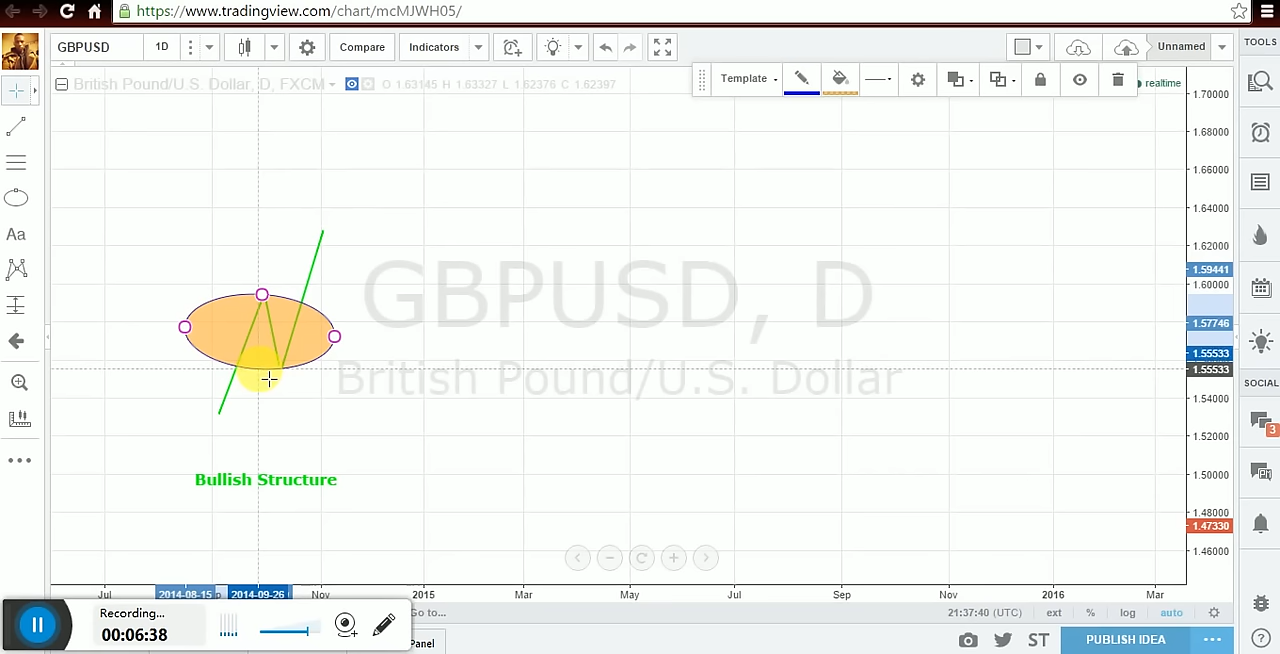 https://www.tradingview.com/chart/mcMJWH05/
GBPUSD 1D Compare Indicators Unnamed TOOLS
Template
British Pound/U.S. Dollar, D, FXCM O 1.63145 H 1.63327 L 1.62376 C 1.62397 realtime
1.70000
1.68000
1.66000
1.64000
1.62000
1.59441
1.60000
GBPUSD, D
1.57746
1.55533
1.55533
British Pound/U.S. Dollar
SOCIAL
1.54000
3
1.52000
Aa
Bullish Structure
1.50000
1.48000
1.47330
1.46000
Jul 2014-08-15 2014-09-26 Nov 2015 Mar May Jul Sep Nov 2016 Mar
Go to... 21:37:40 (UTC) ext % log auto
Recording...
00:06:38
Panel
ST PUBLISH IDEA